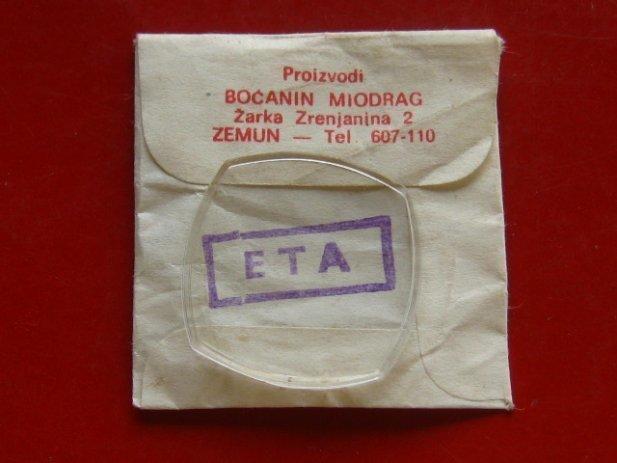 Proizvodi
BOĆANIN MIODRAG
Žarka Zrenjanina 2
ZEMUN — Tel. 607-110
ETA